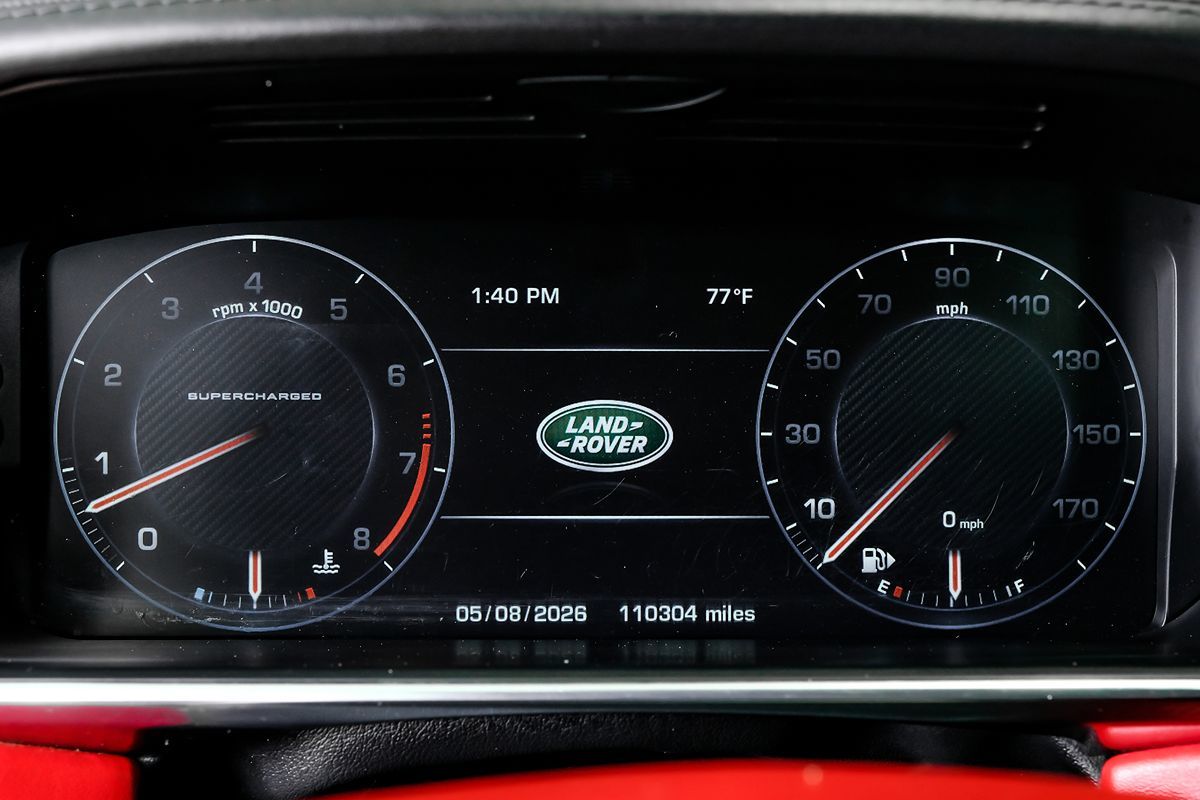 1:40 PM
77°F
4
3
5
rpm x 1000
2
6
SUPERCHARGED
1
7
0
8
LAND
ROVER
90
70
110
mph
50
130
30
150
10
170
0 mph
E
F
05/08/2026
110304 miles